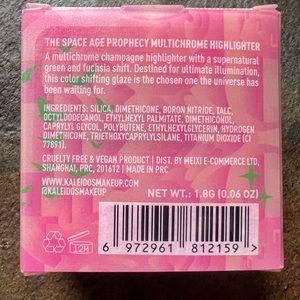 THE SPACE AGE PROPHECY MULTICHROME HIGHLIGHTER
A multichrome champagne highlighter with a supernatural
green and fuchsia shift. Destined for ultimate illumination,
this color shifting glaze is the chosen one the universe has
been waiting for.
INGREDIENTS: SILICA, DIMETHICONE, BORON NITRIDE, TALC,
OCTYLDODECANOL, ETHYLHEXYL PALMITATE, DIMETHICONOL,
CAPRYLYL GLYCOL, POLYBUTENE, ETHYLHEXYLGLYCERIN, HYDROGEN
DIMETHICONE, TRIETHOXYCAPRYLYLSILANE, TITANIUM DIOXIDE (CI
77891).
CRUELTY FREE & VEGAN PRODUCT | DIST. BY MEIXI E-COMMERCE LTD,
SHANGHAI, PRC, 201612 | MADE IN PRC
WWW.KALEIDOSMAKEUP.COM
@KALEIDOSMAKEUP
NET WT.: 1.8G (0.06 OZ)
12M
6 972961 812159 >